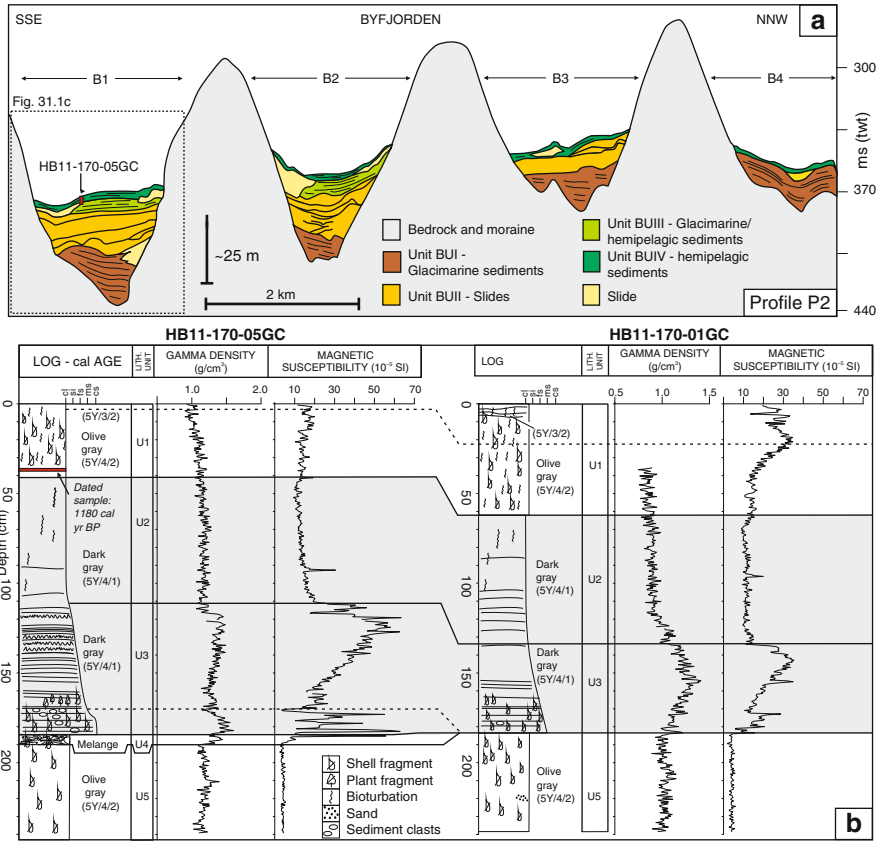 SSE BYFJORDEN NNW a
B1 B2 B3 B4
300
Fig. 31.1c
HB11-170-05GC
ms (twt)
370
~25 m
2 km
Bedrock and moraine
Unit BUI -
Glacimarine sediments
Unit BUII - Slides
Unit BUIII - Glacimarine/
hemipelagic sediments
Unit BUIV - hemipelagic
sediments
Slide
Profile P2
440
HB11-170-05GC
LOG - cal AGE
LITH.
UNIT
GAMMA DENSITY
(g/cm³)
MAGNETIC
SUSCEPTIBILITY (10⁻⁵ SI)
cl
si
fs
ms
cs
1.0 2.0
10 30 50 70
Depth (cm)
0
50
100
150
200
(5Y/3/2)
Olive
gray
(5Y/4/2)
U1
Dated
sample:
1180 cal
yr BP
U2
Dark
gray
(5Y/4/1)
Dark
gray
(5Y/4/1)
U3
Melange
U4
Olive
gray
(5Y/4/2)
U5
Shell fragment
Plant fragment
Bioturbation
Sand
Sediment clasts
HB11-170-01GC
LOG
LITH.
UNIT
GAMMA DENSITY
(g/cm³)
MAGNETIC
SUSCEPTIBILITY (10⁻⁵ SI)
cl
si
fs
ms
cs
0.5 1.0 1.5
10 30 50 70
0
50
100
150
200
(5Y/3/2)
Olive
gray
(5Y/4/2)
U1
Dark
gray
(5Y/4/1)
U2
Dark
gray
(5Y/4/1)
U3
Olive
gray
(5Y/4/2)
U5
b